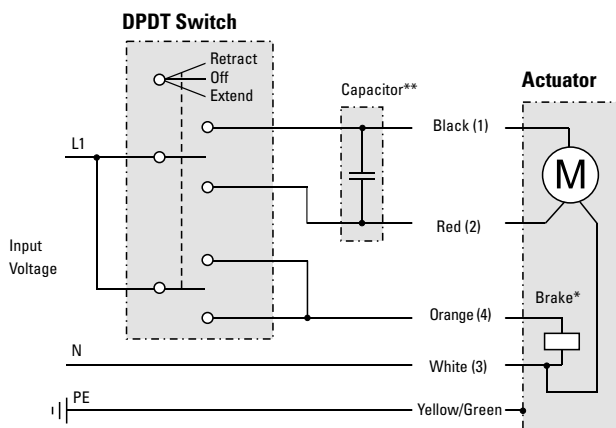 DPDT Switch
Retract
Off
Extend
Capacitor**
Actuator
L1
Black (1)
M
Red (2)
Input
Voltage
Brake*
Orange (4)
N
White (3)
PE
Yellow/Green